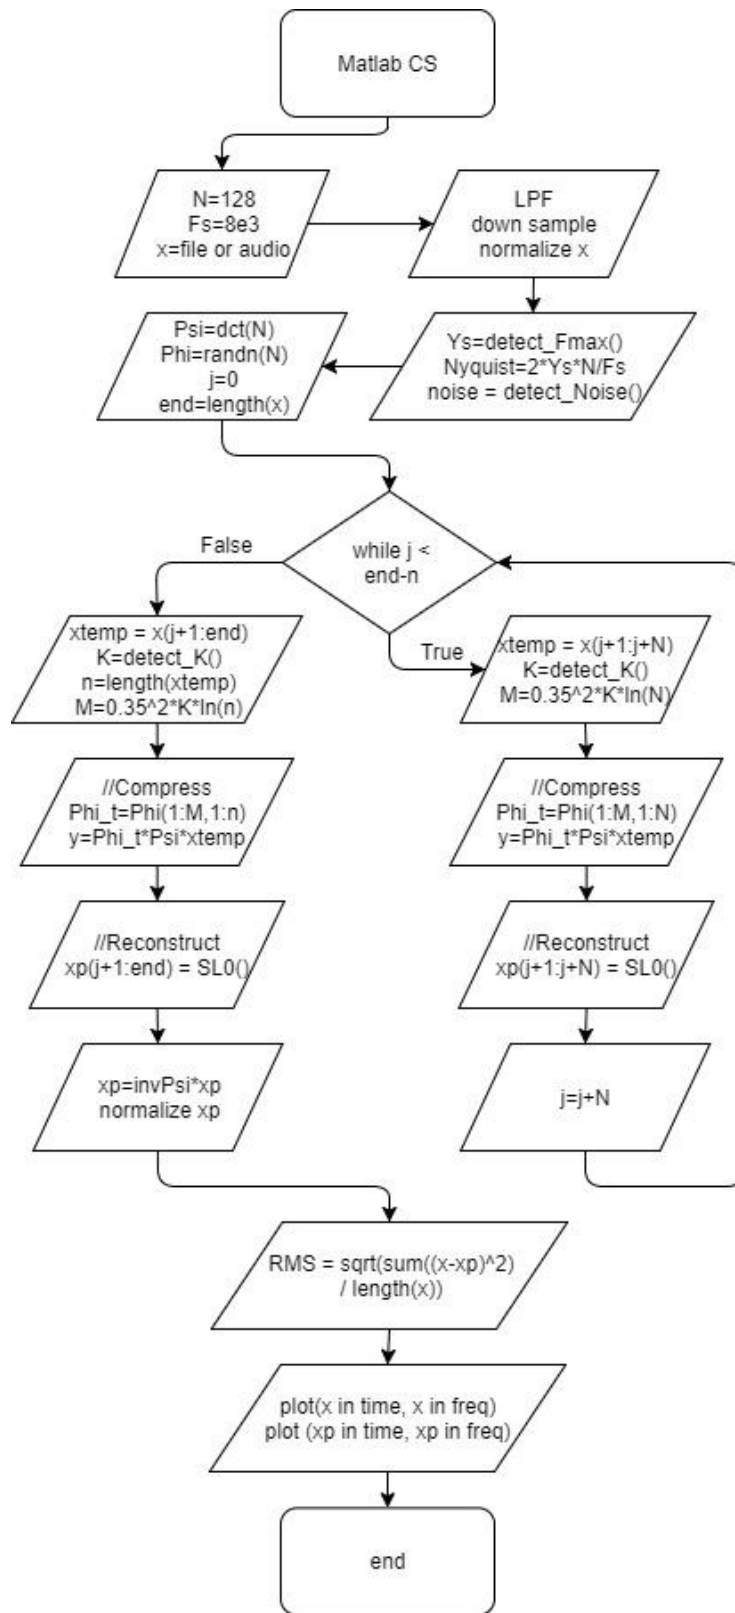 Matlab CS
N=128
Fs=8e3
x=file or audio
LPF
down sample
normalize x
Ys=detect_Fmax()
Nyquist=2*Ys*N/Fs
noise = detect_Noise()
Psi=dct(N)
Phi=randn(N)
j=0
end=length(x)
while j <
end-n
False
True
xtemp = x(j+1:end)
K=detect_K()
n=length(xtemp)
M=0.35^2*K*ln(n)
//Compress
Phi_t=Phi(1:M,1:n)
y=Phi_t*Psi*xtemp
//Reconstruct
xp(j+1:end) = SL0()
xp=invPsi*xp
normalize xp
xtemp = x(j+1:j+N)
K=detect_K()
M=0.35^2*K*ln(N)
//Compress
Phi_t=Phi(1:M,1:N)
y=Phi_t*Psi*xtemp
//Reconstruct
xp(j+1:j+N) = SL0()
j=j+N
RMS = sqrt(sum((x-xp)^2)
/ length(x))
plot(x in time, x in freq)
plot (xp in time, xp in freq)
end